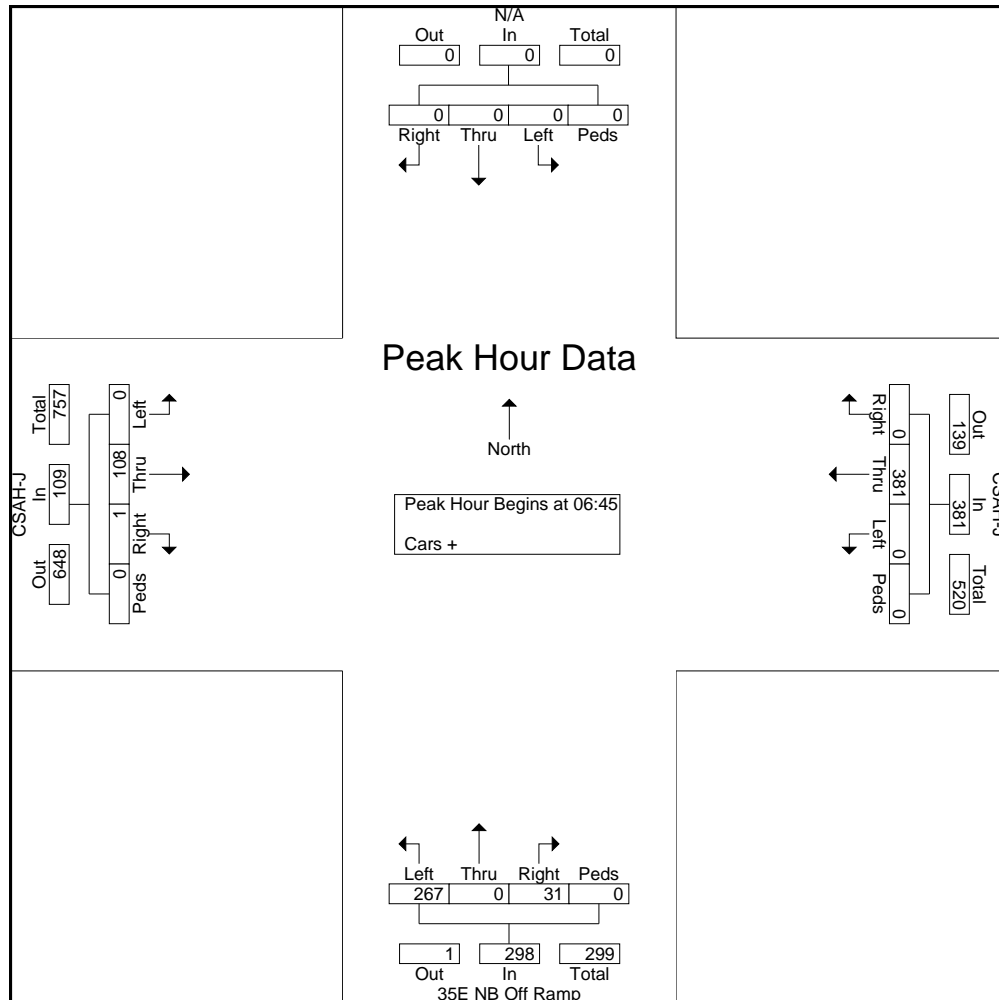 N/A
Out In Total
0 0 0
0 0 0 0
Right Thru Left Peds
Peak Hour Data
North
Peak Hour Begins at 06:45
Cars +
CSAH-J
Total In Out
757 109 648
0 108 1 0
Left Thru Right Peds
Right Thru Left Peds
0 381 0 0
139 381 520
Out In Total
CSAH-J
Left Thru Right Peds
267 0 31 0
1 298 299
Out In Total
35E NB Off Ramp